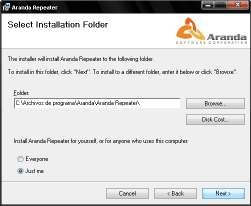 Aranda Repeater
Select Installation Folder
Aranda
SOFTWARE CORPORATION
The installer will install Aranda Repeater to the following folder.
To install in this folder, click "Next". To install to a different folder, enter it below or click "Browse".
Folder:
C:\Archivos de programa\Aranda\Aranda Repeater\
Browse...
Disk Cost...
Install Aranda Repeater for yourself, or for anyone who uses this computer:
Everyone
Just me
Cancel
< Back
Next >